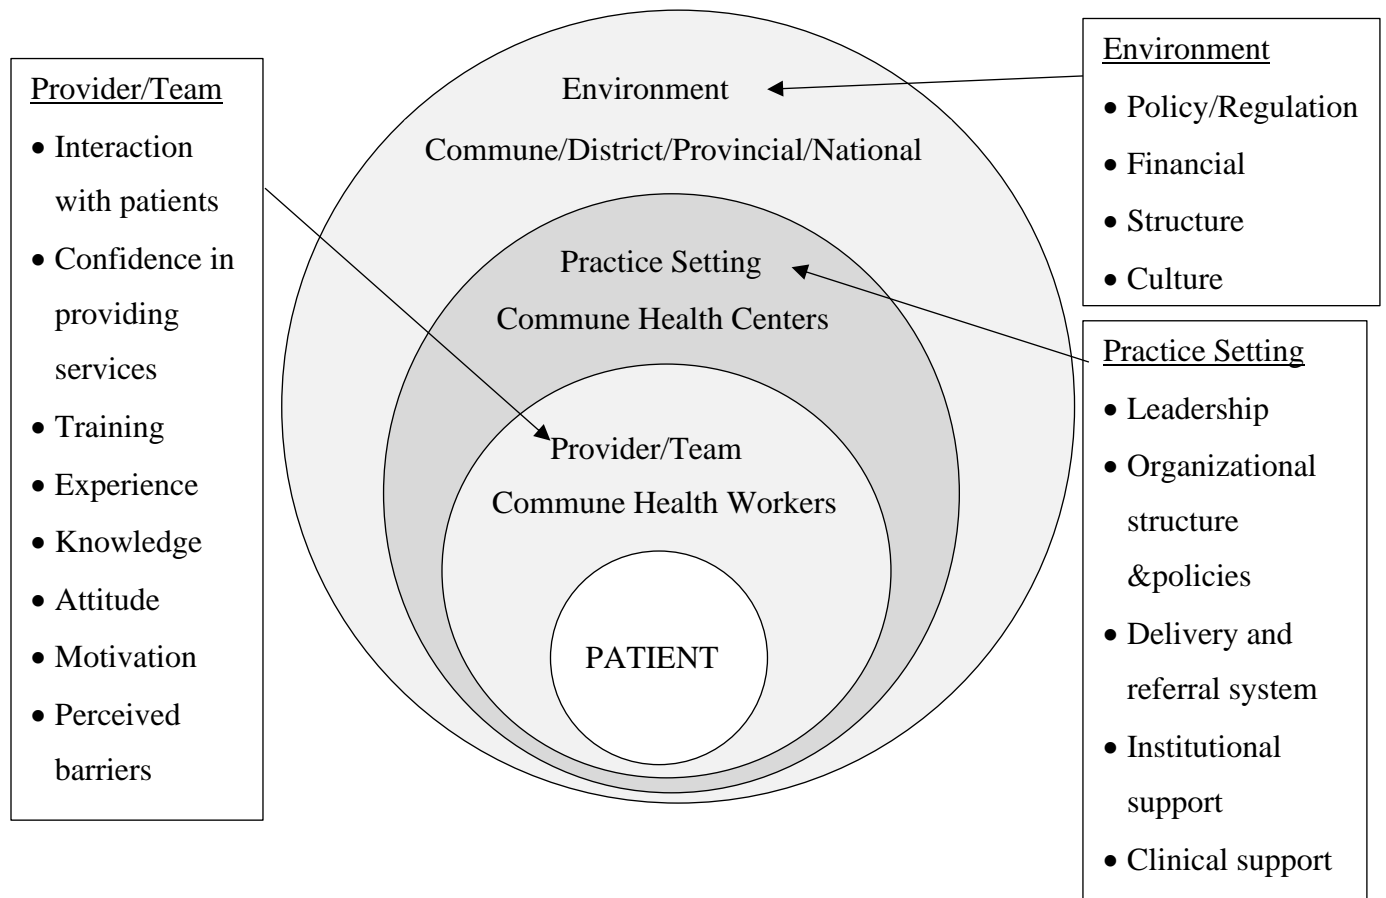 Provider/Team
• Interaction
with patients
• Confidence in
providing
services
• Training
• Experience
• Knowledge
• Attitude
• Motivation
• Perceived
barriers
Environment
Commune/District/Provincial/National
Practice Setting
Commune Health Centers
Provider/Team
Commune Health Workers
PATIENT
Environment
• Policy/Regulation
• Financial
• Structure
• Culture
Practice Setting
• Leadership
• Organizational
structure
&policies
• Delivery and
referral system
• Institutional
support
• Clinical support